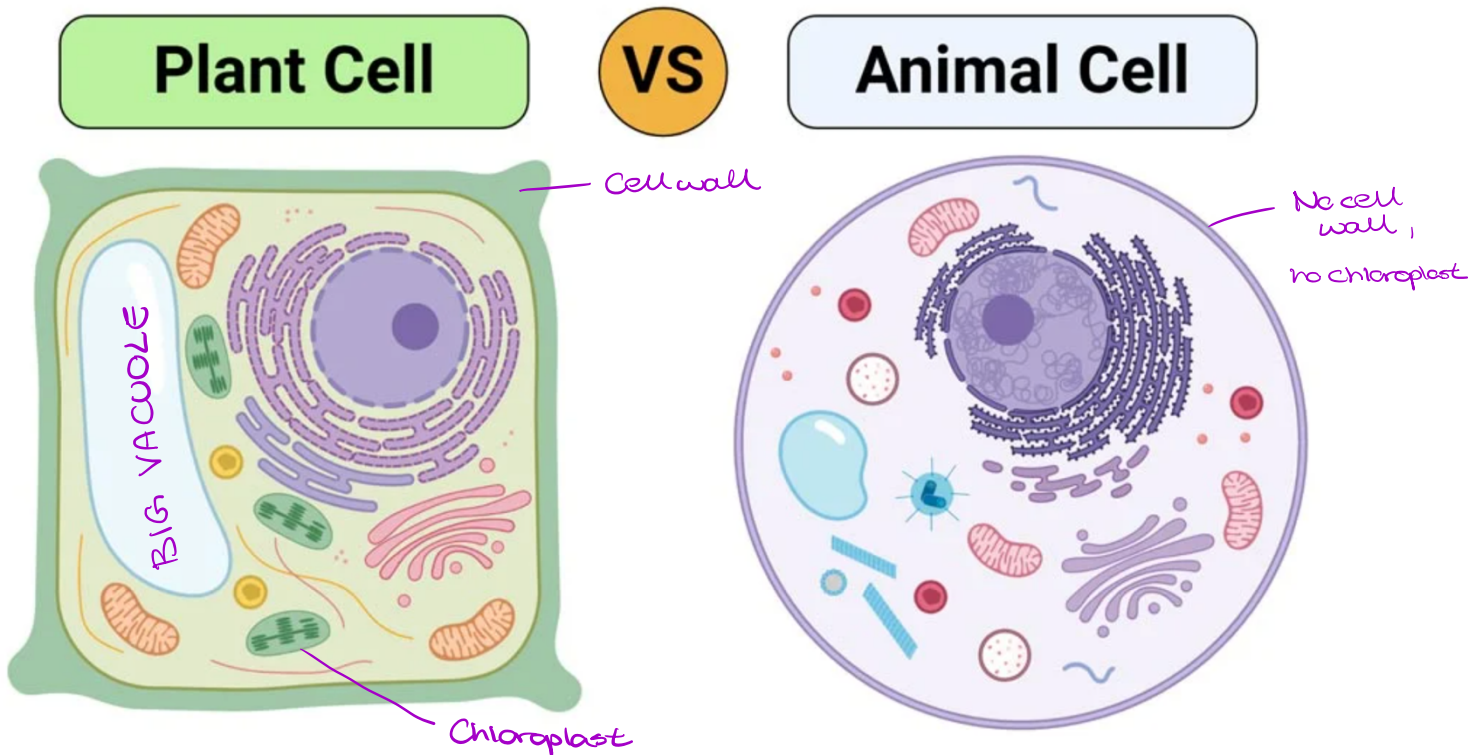 Plant Cell
VS
Animal Cell
Cell wall
No cell
wall,
no chloroplast
BIG VACUOLE
Chloroplast